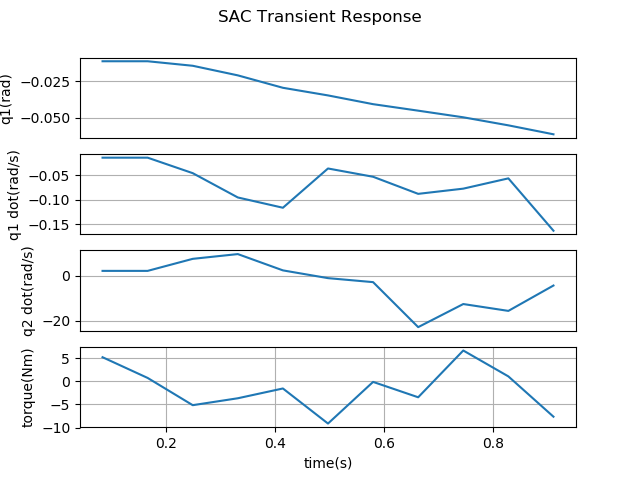 SAC Transient Response
q1(rad)
−0.025
−0.050
q1 dot(rad/s)
−0.05
−0.10
−0.15
q2 dot(rad/s)
0
−20
torque(Nm)
5
0
−5
−10
0.2 0.4 0.6 0.8
time(s)